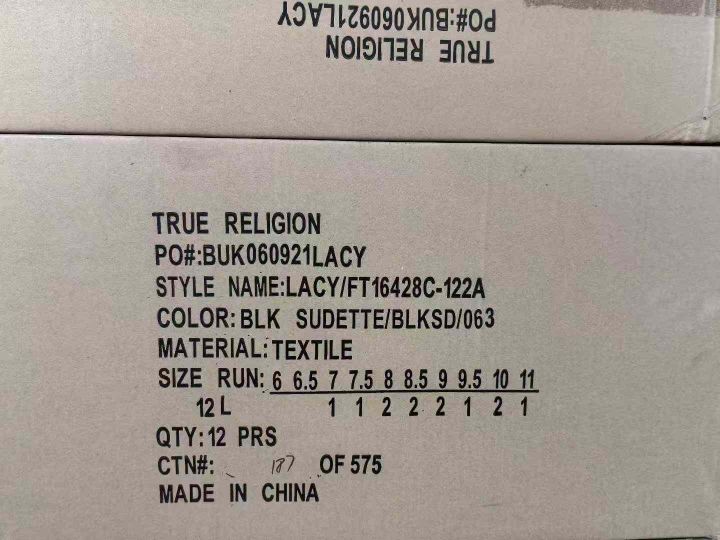 PO#:BUK060921LACY
TRUE RELIGION
TRUE RELIGION
PO#:BUK060921LACY
STYLE NAME:LACY/FT16428C-122A
COLOR:BLK SUDETTE/BLKSD/063
MATERIAL:TEXTILE
SIZE RUN: 6 6.5 7 7.5 8 8.5 9 9.5 10 11
12L 1 1 2 2 2 1 2 1
QTY:12 PRS
CTN#: 187 OF 575
MADE IN CHINA